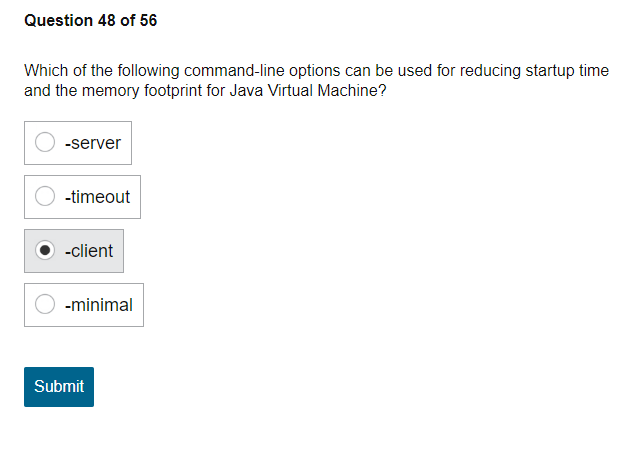 Question 48 of 56
Which of the following command-line options can be used for reducing startup time
and the memory footprint for Java Virtual Machine?
-server
-timeout
-client
-minimal
Submit